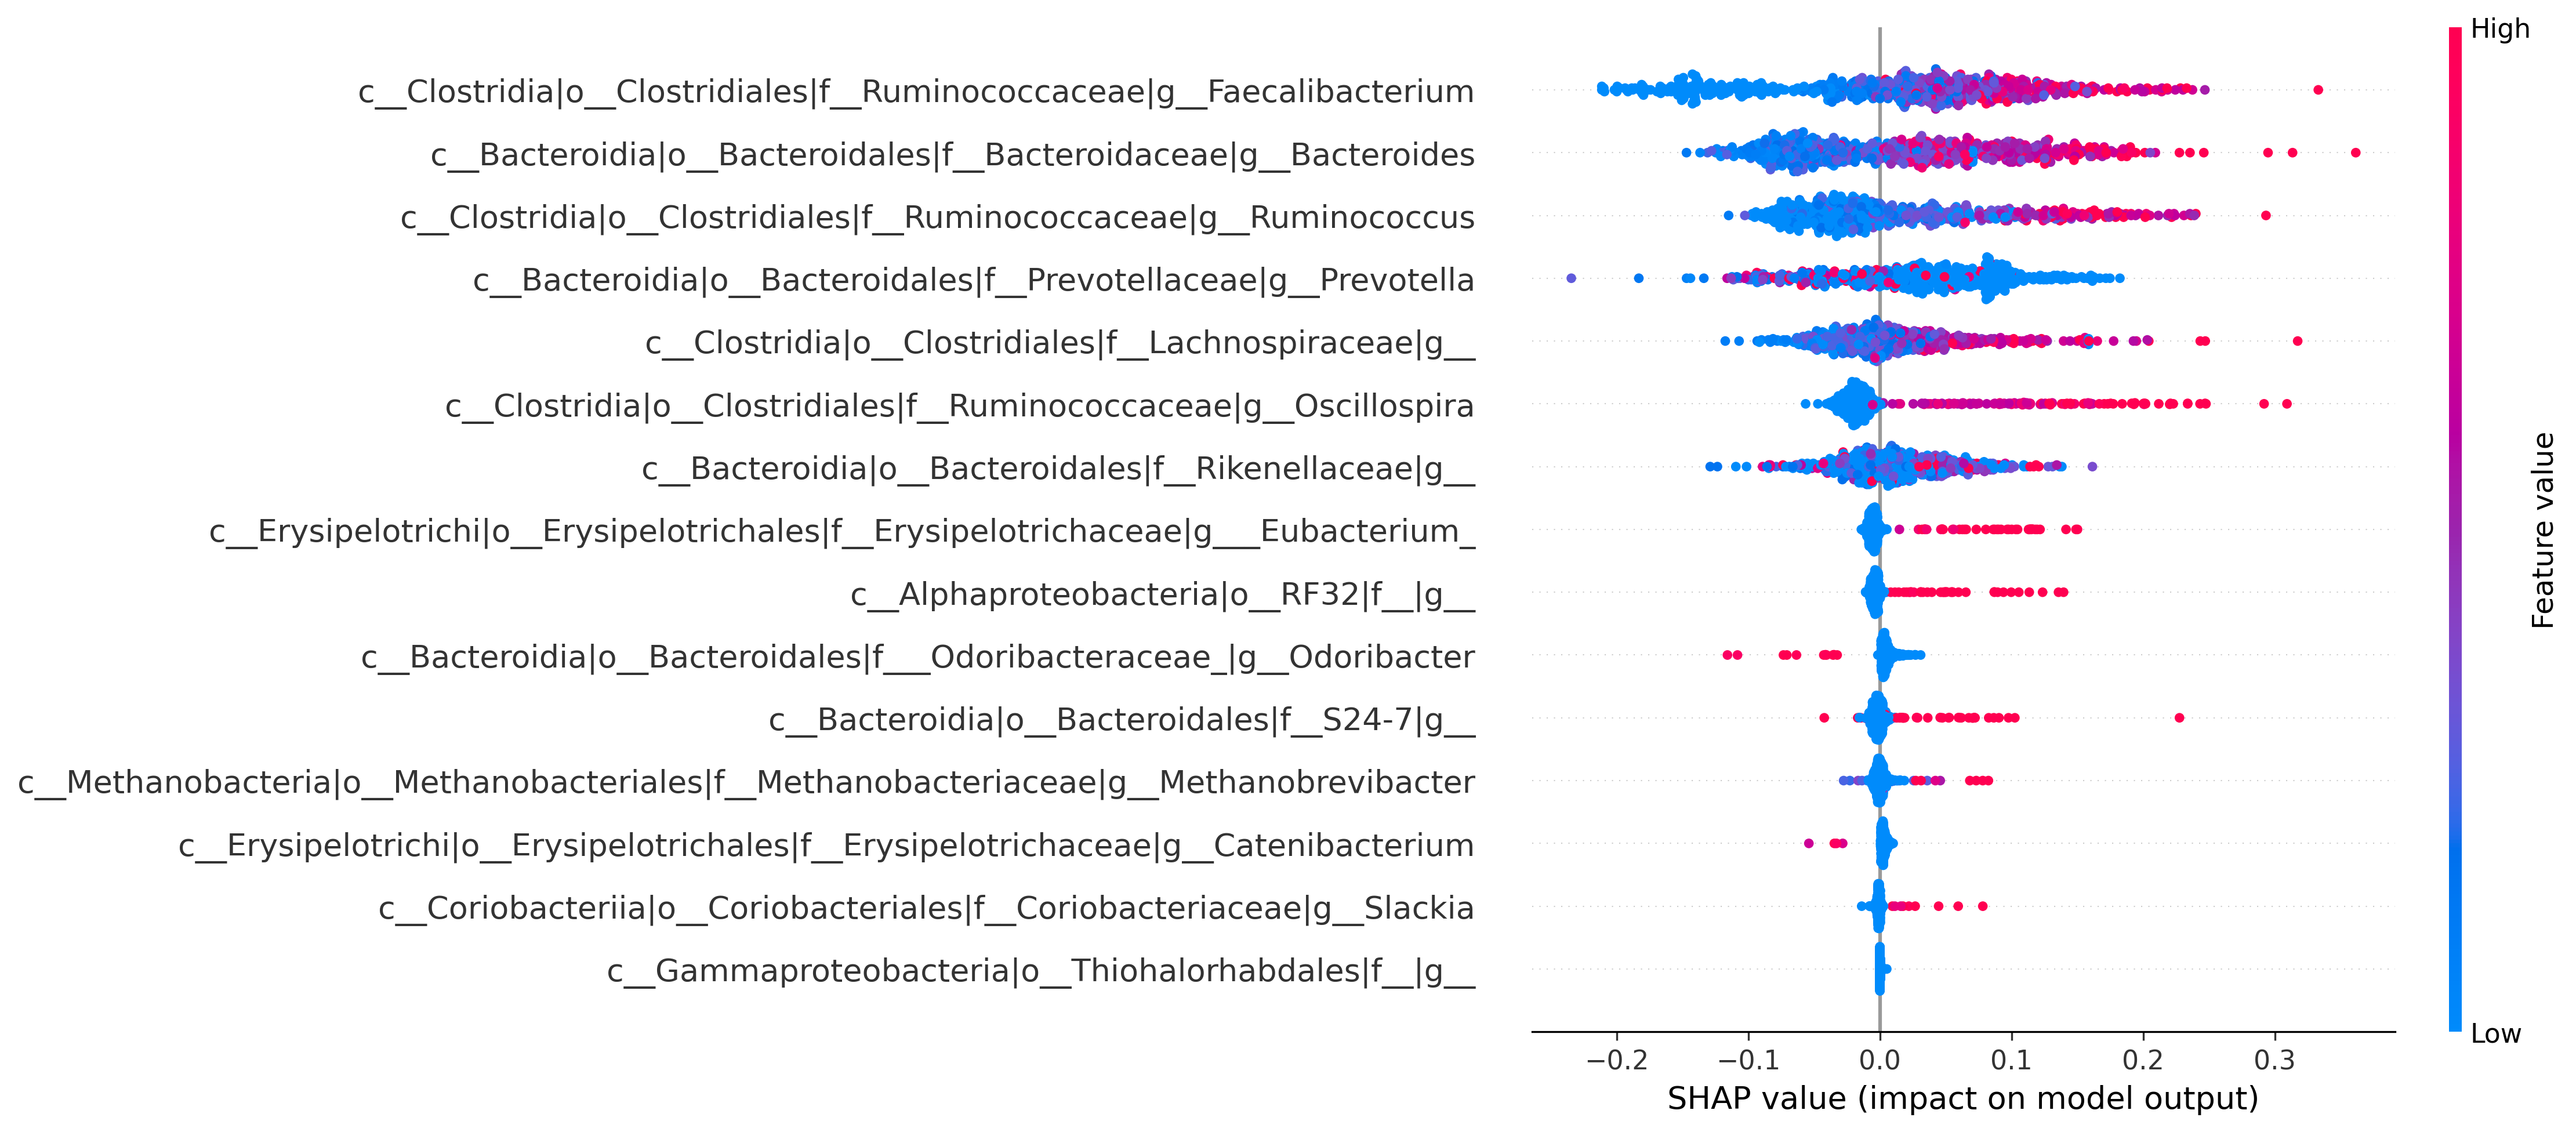 High
c__Clostridia|o__Clostridiales|f__Ruminococcaceae|g__Faecalibacterium
c__Bacteroidia|o__Bacteroidales|f__Bacteroidaceae|g__Bacteroides
c__Clostridia|o__Clostridiales|f__Ruminococcaceae|g__Ruminococcus
c__Bacteroidia|o__Bacteroidales|f__Prevotellaceae|g__Prevotella
c__Clostridia|o__Clostridiales|f__Lachnospiraceae|g__
c__Clostridia|o__Clostridiales|f__Ruminococcaceae|g__Oscillospira
c__Bacteroidia|o__Bacteroidales|f__Rikenellaceae|g__
c__Erysipelotrichi|o__Erysipelotrichales|f__Erysipelotrichaceae|g___Eubacterium_
c__Alphaproteobacteria|o__RF32|f__|g__
c__Bacteroidia|o__Bacteroidales|f___Odoribacteraceae_|g__Odoribacter
c__Bacteroidia|o__Bacteroidales|f__S24-7|g__
c__Methanobacteria|o__Methanobacteriales|f__Methanobacteriaceae|g__Methanobrevibacter
c__Erysipelotrichi|o__Erysipelotrichales|f__Erysipelotrichaceae|g__Catenibacterium
c__Coriobacteriia|o__Coriobacteriales|f__Coriobacteriaceae|g__Slackia
c__Gammaproteobacteria|o__Thiohalorhabdales|f__|g__
Feature value
Low
−0.2 −0.1 0.0 0.1 0.2 0.3
SHAP value (impact on model output)